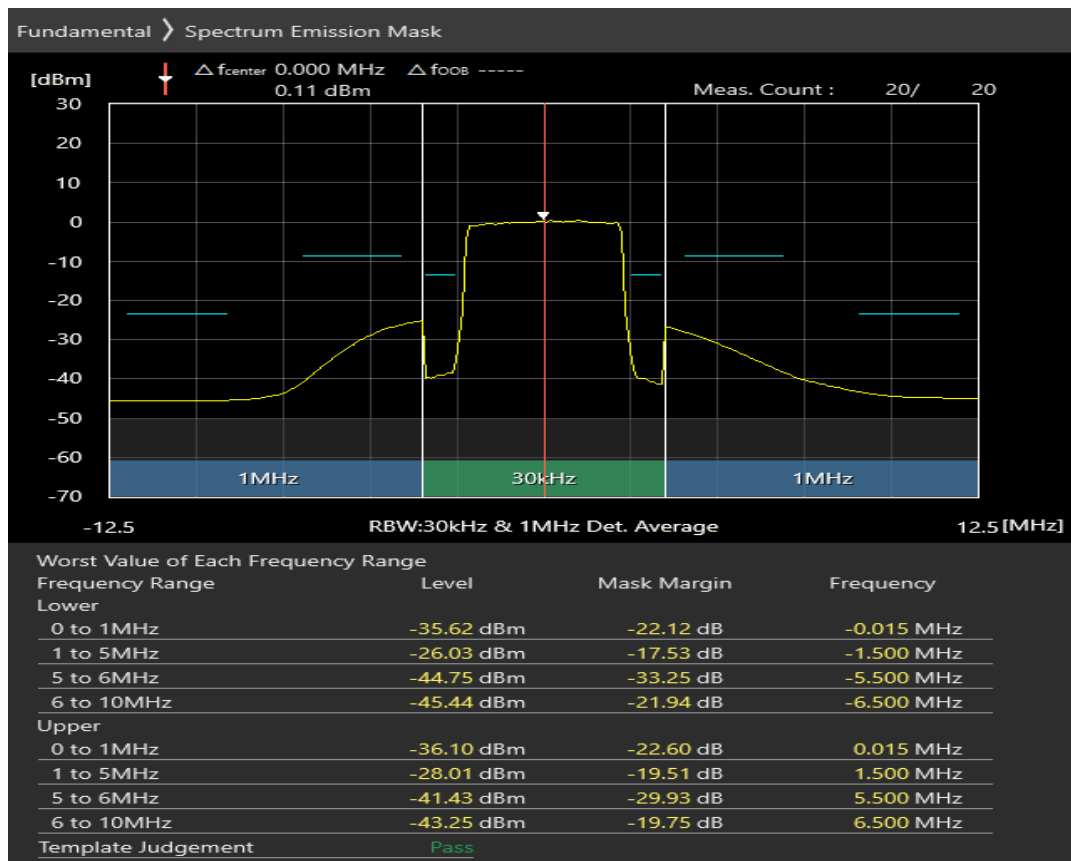 Fundamental ❯ Spectrum Emission Mask
[dBm] △ fcenter 0.000 MHz △ fOOB -----
0.11 dBm Meas. Count : 20/ 20
30
20
10
0
-10
-20
-30
-40
-50
-60
1MHz 30kHz 1MHz
-70
-12.5 RBW:30kHz & 1MHz Det. Average 12.5 [MHz]
Worst Value of Each Frequency Range
Frequency Range Level Mask Margin Frequency
Lower
0 to 1MHz -35.62 dBm -22.12 dB -0.015 MHz
1 to 5MHz -26.03 dBm -17.53 dB -1.500 MHz
5 to 6MHz -44.75 dBm -33.25 dB -5.500 MHz
6 to 10MHz -45.44 dBm -21.94 dB -6.500 MHz
Upper
0 to 1MHz -36.10 dBm -22.60 dB 0.015 MHz
1 to 5MHz -28.01 dBm -19.51 dB 1.500 MHz
5 to 6MHz -41.43 dBm -29.93 dB 5.500 MHz
6 to 10MHz -43.25 dBm -19.75 dB 6.500 MHz
Template Judgement Pass